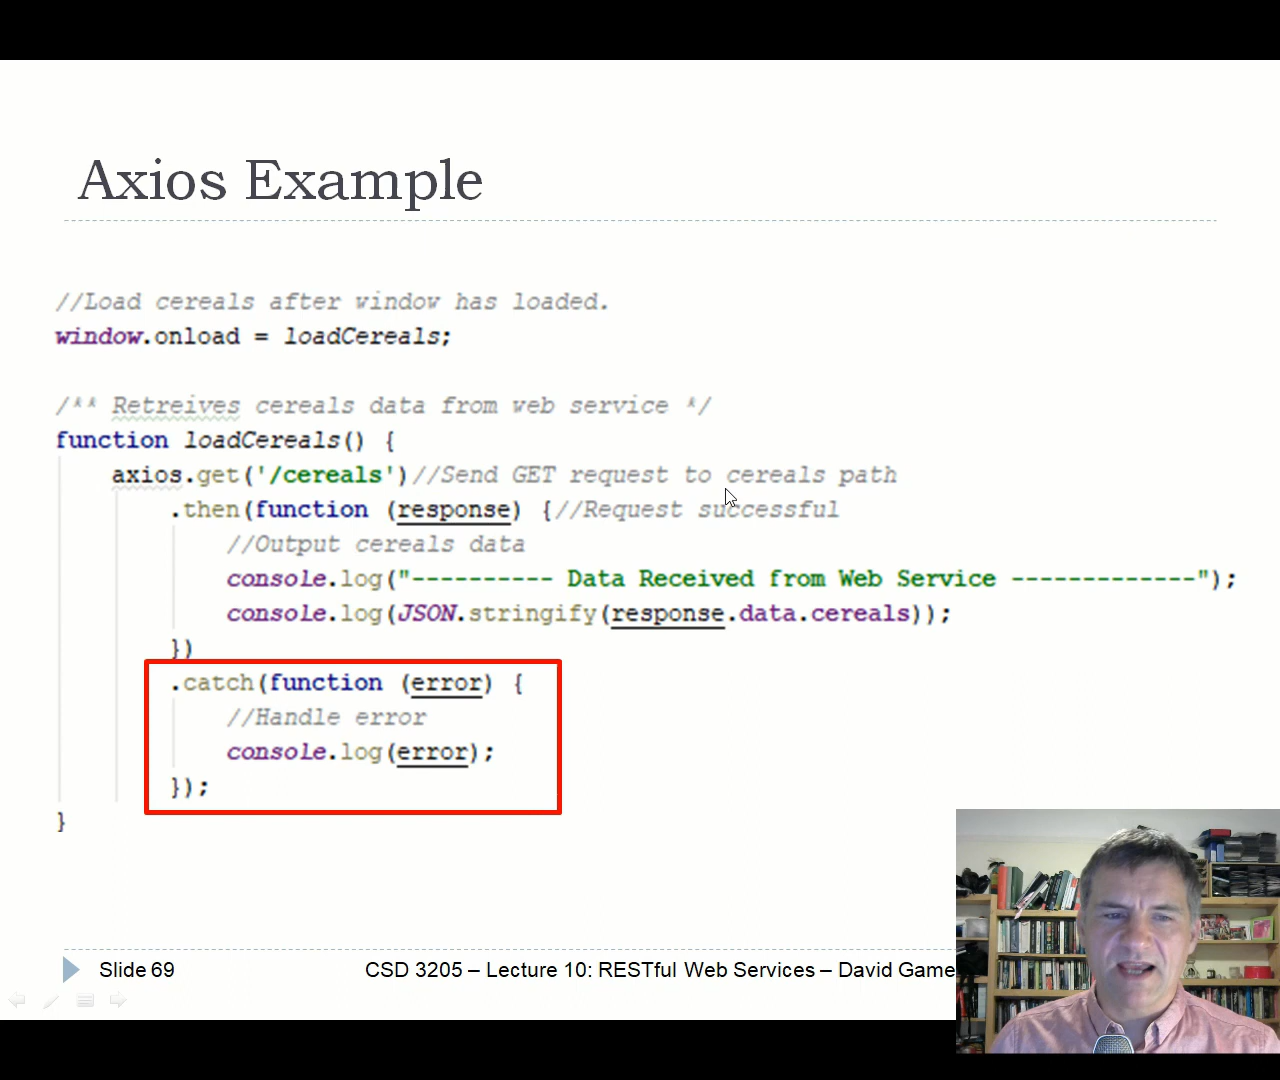 Axios Example
//Load cereals after window has loaded.
window.onload = loadCereals;
/** Retreives cereals data from web service */
function loadCereals() {
axios.get('/cereals')//Send GET request to cereals path
.then(function (response) {//Request successful
//Output cereals data
console.log("---------- Data Received from Web Service -------------");
console.log(JSON.stringify(response.data.cereals));
})
.catch(function (error) {
//Handle error
console.log(error);
});
}
Slide 69
CSD 3205 – Lecture 10: RESTful Web Services – David Game